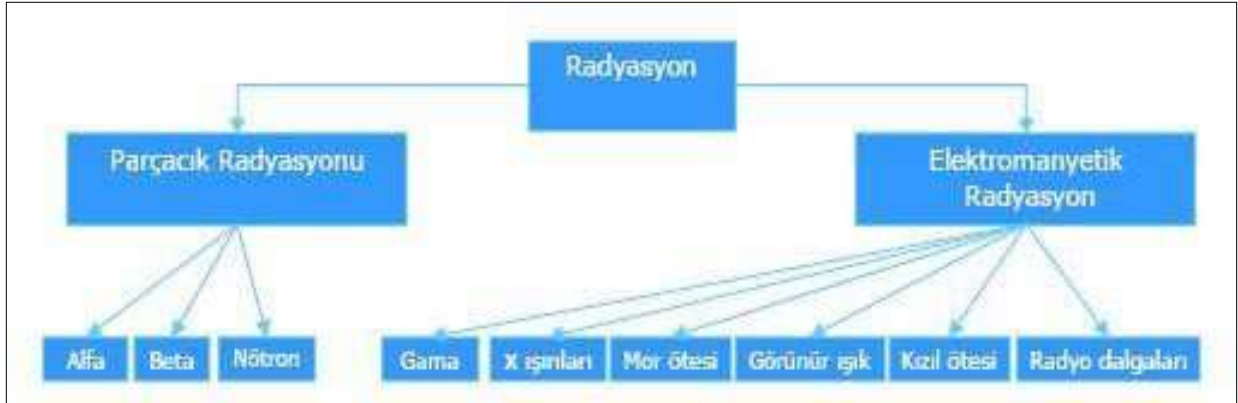 Radyasyon
Parçacık Radyasyonu
Elektromanyetik
Radyasyon
Alfa
Beta
Nötron
Gama
X ışınları
Mor ötesi
Görünür ışık
Kızıl ötesi
Radyo dalgaları